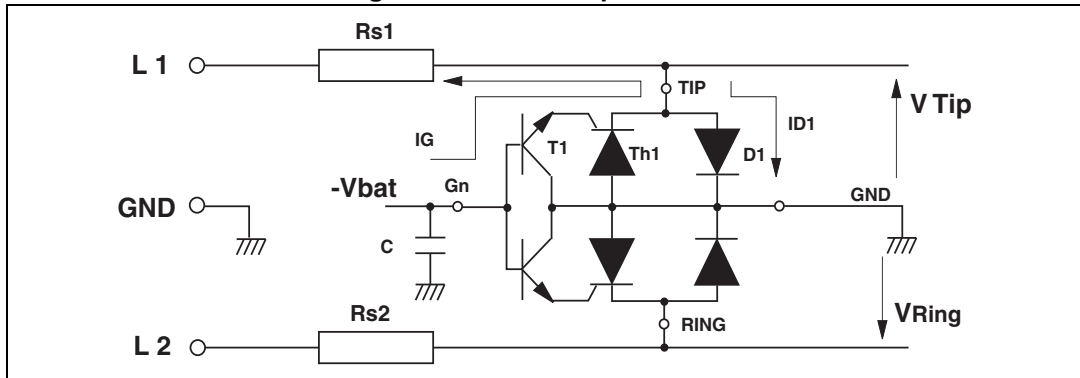 Rs1
L 1
TIP
V Tip
ID1
IG
T1
Th1
D1
-Vbat
Gn
GND
GND
C
Rs2
RING
VRing
L 2